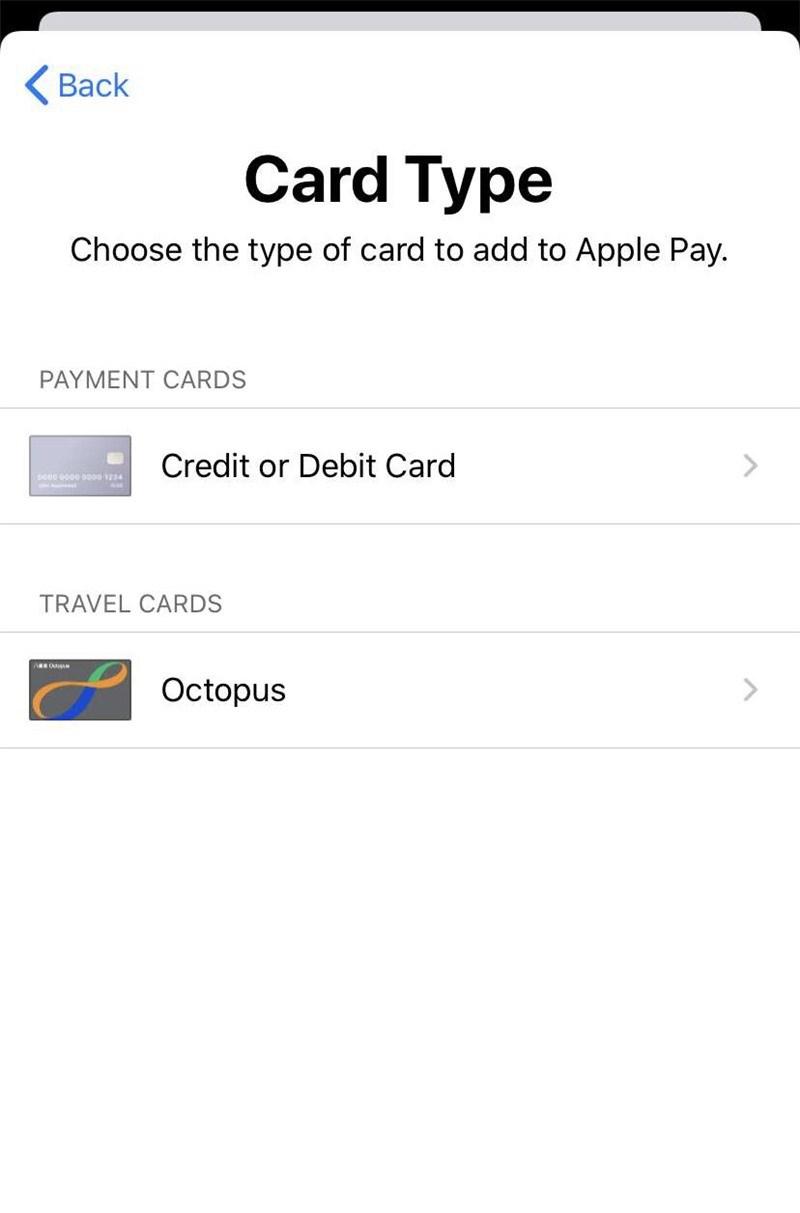 Back
Card Type
Choose the type of card to add to Apple Pay.
PAYMENT CARDS
Credit or Debit Card
0000 0000 0000 1234
TRAVEL CARDS
八達通 Octopus
Octopus